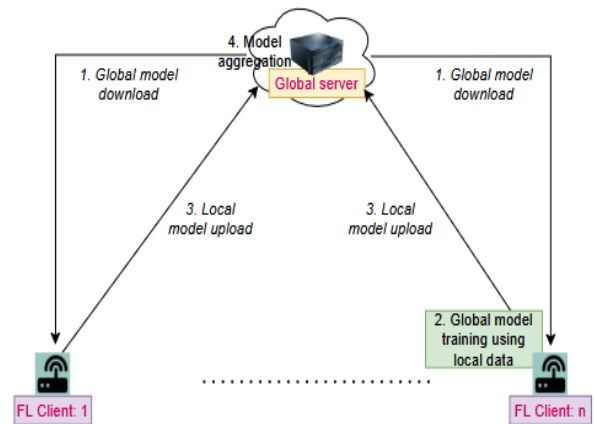 4. Model
aggregation
Global server
1. Global model
download
1. Global model
download
3. Local
model upload
3. Local
model upload
2. Global model
training using
local data
FL Client: 1
FL Client: n